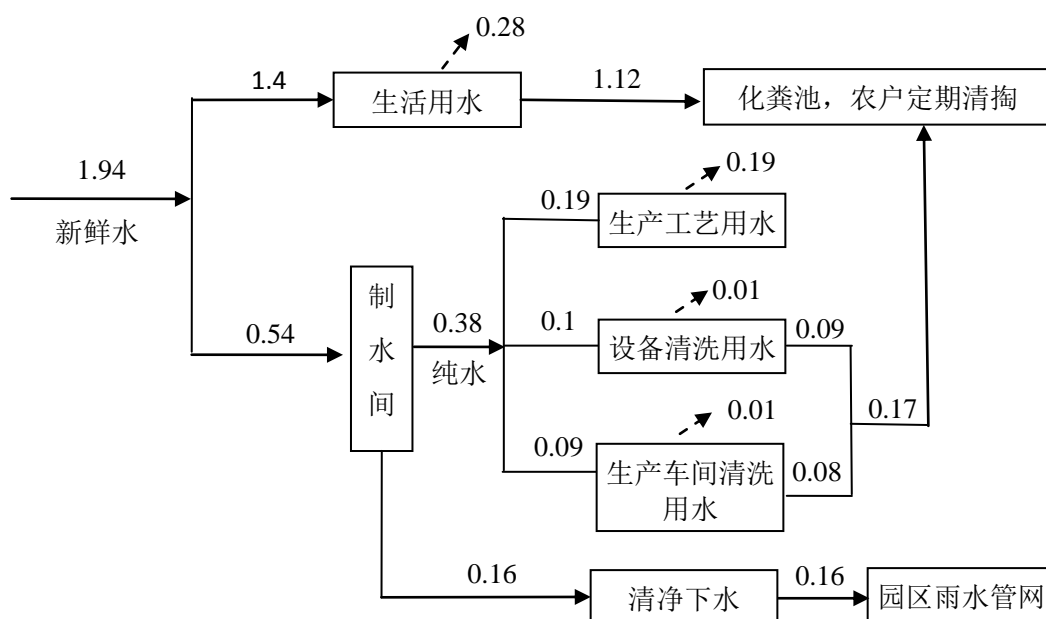 0.28
1.4
生活用水
1.12
化粪池，农户定期清掏
1.94
新鲜水
0.19
0.19
生产工艺用水
制
水
间
0.54
0.38
纯水
0.01
0.1
设备清洗用水
0.09
0.01
0.17
0.09
生产车间清洗
用水
0.08
0.16
清净下水
0.16
园区雨水管网